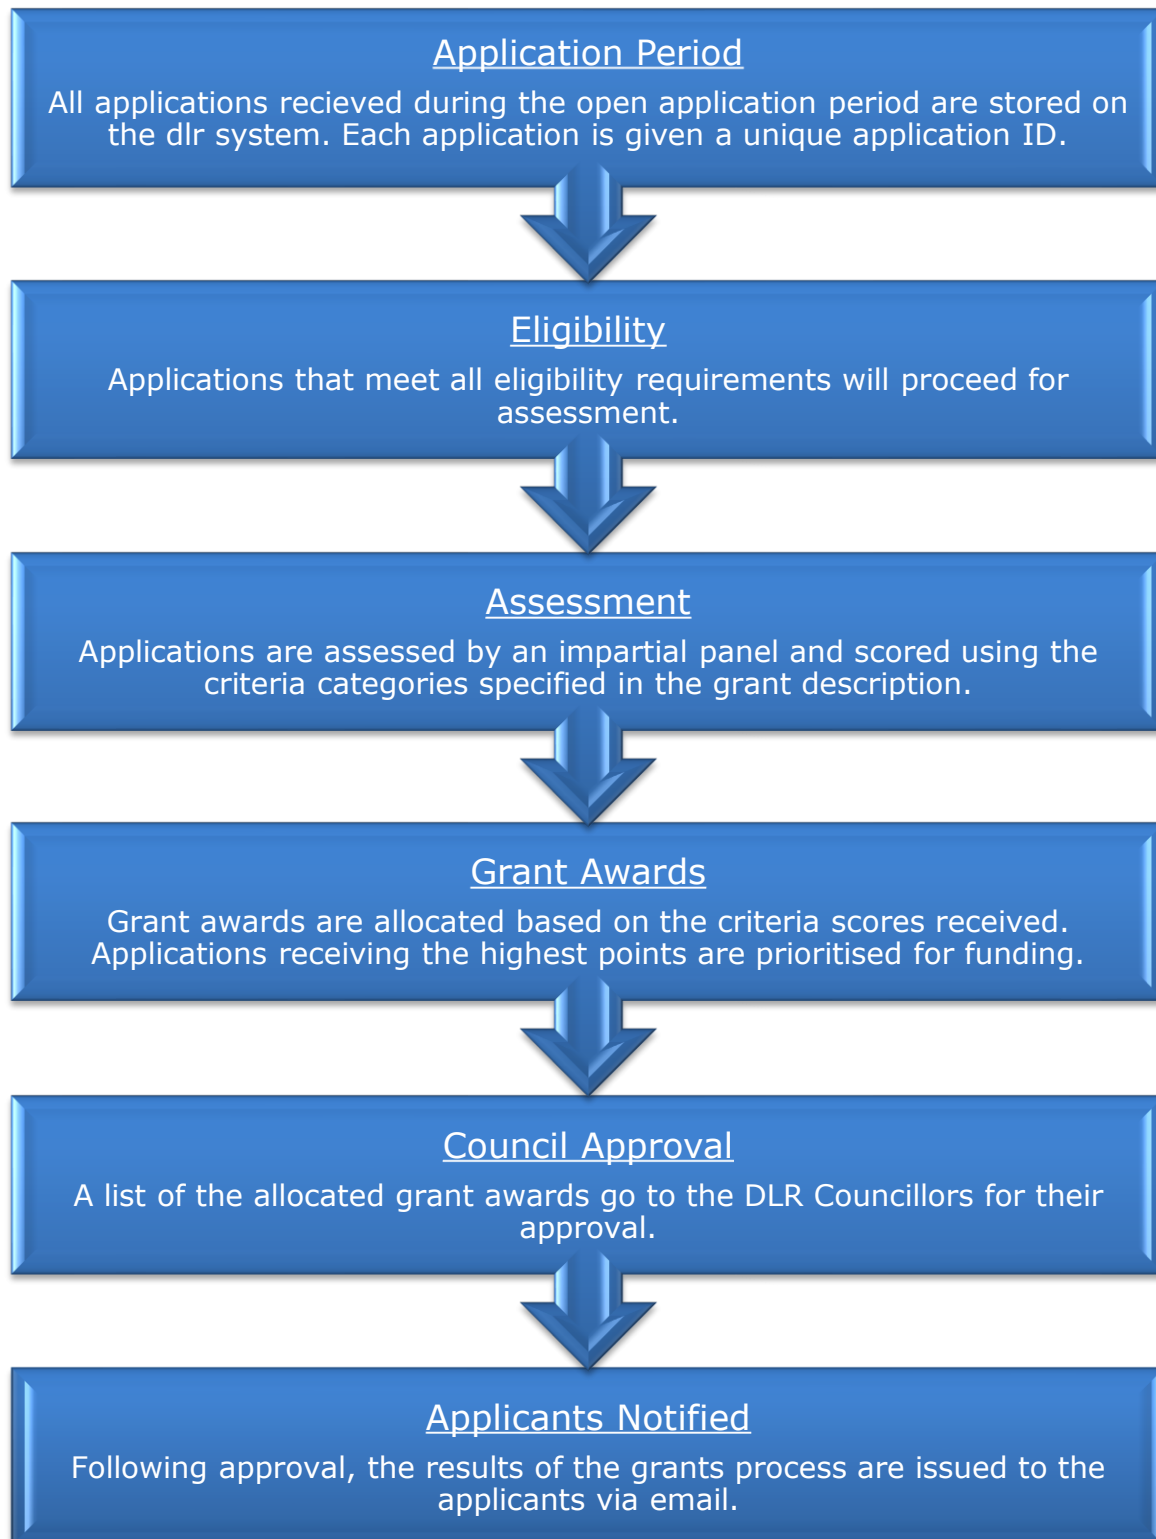 Application Period
All applications recieved during the open application period are stored on
the dlr system. Each application is given a unique application ID.
Eligibility
Applications that meet all eligibility requirements will proceed for
assessment.
Assessment
Applications are assessed by an impartial panel and scored using the
criteria categories specified in the grant description.
Grant Awards
Grant awards are allocated based on the criteria scores received.
Applications receiving the highest points are prioritised for funding.
Council Approval
A list of the allocated grant awards go to the DLR Councillors for their
approval.
Applicants Notified
Following approval, the results of the grants process are issued to the
applicants via email.